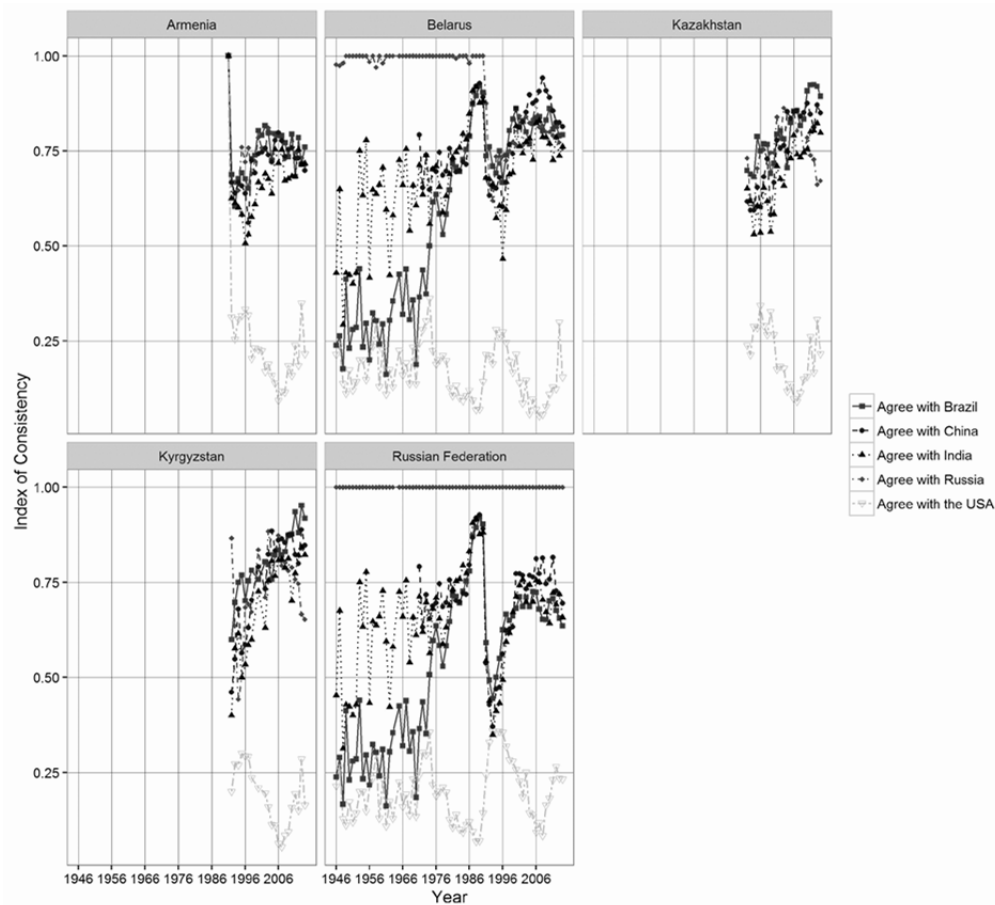 Armenia
Belarus
Kazakhstan
1.00
0.75
0.50
0.25
Index of Consistency
Kyrgyzstan
Russian Federation
1.00
0.75
0.50
0.25
1946 1956 1966 1976 1986 1996 2006
1946 1956 1966 1976 1986 1996 2006
Year
Agree with Brazil
Agree with China
Agree with India
Agree with Russia
Agree with the USA